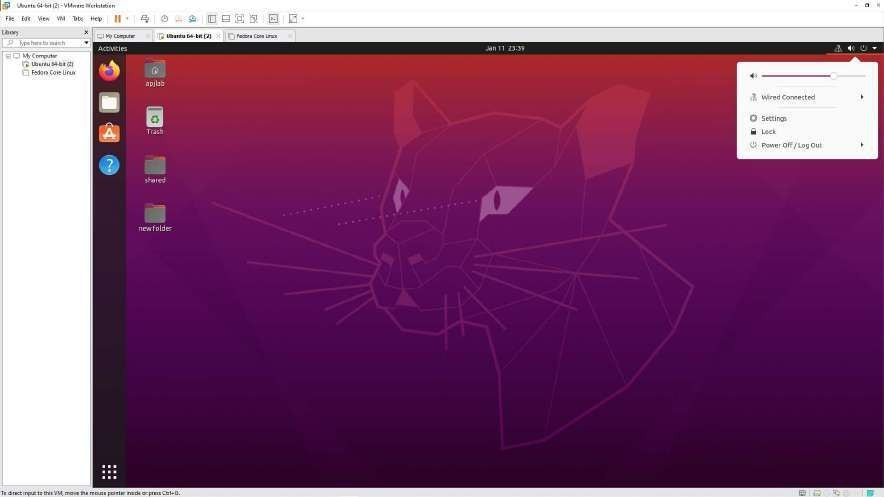 Ubuntu 64-bit (2) - VMware Workstation
File Edit View VM Tabs Help
Library
Type here to search
My Computer
Ubuntu 64-bit (2)
Fedora Core Linux
My Computer
Ubuntu 64-bit (2)
Fedora Core Linux
Activities
Jan 11 23:39
apjlab
Trash
shared
new folder
Wired Connected
Settings
Lock
Power Off / Log Out
To direct input to this VM, move the mouse pointer inside or press Ctrl+G.